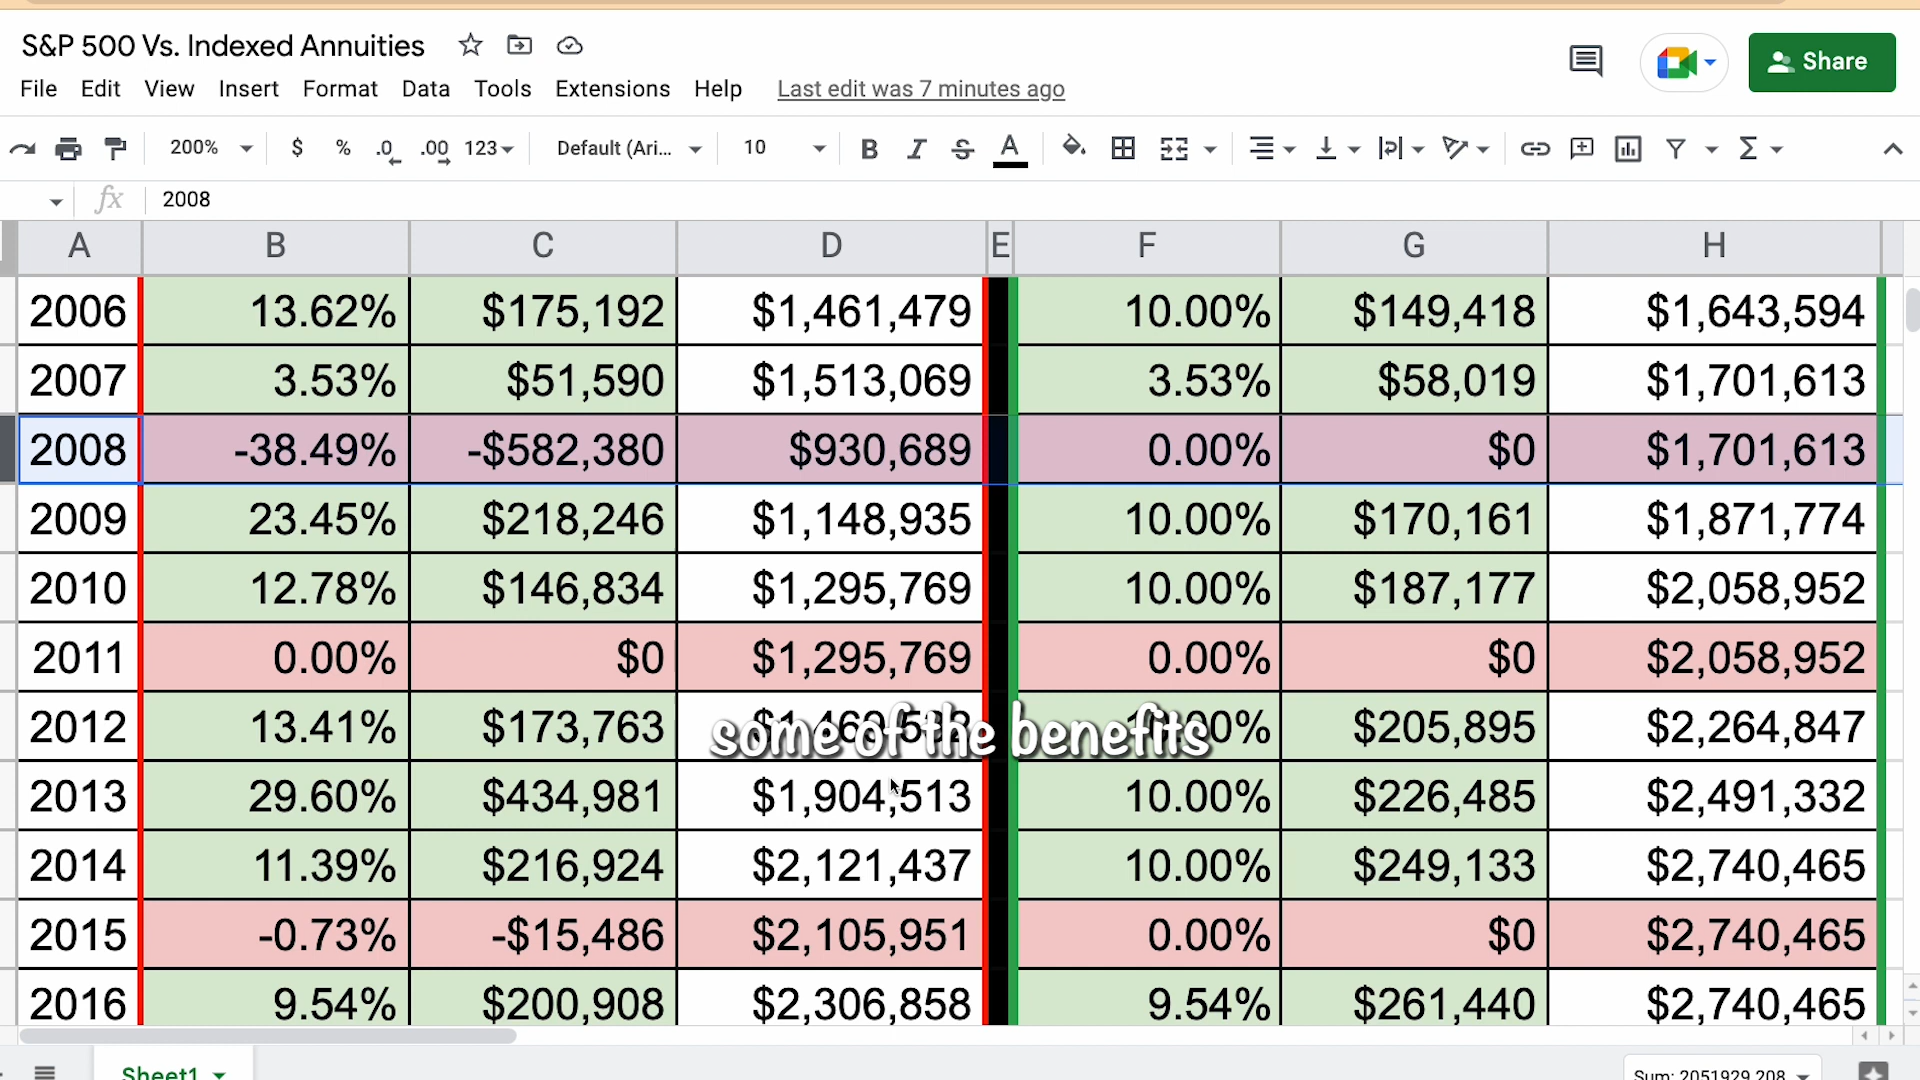 S&P 500 Vs. Indexed Annuities
Share
File Edit View Insert Format Data Tools Extensions Help Last edit was 7 minutes ago
200% $ % .0 .00 123 Default (Ari... 10 B I S A
fx 2008
A B C D E F G H
2006 13.62% $175,192 $1,461,479 10.00% $149,418 $1,643,594
2007 3.53% $51,590 $1,513,069 3.53% $58,019 $1,701,613
2008 -38.49% -$582,380 $930,689 0.00% $0 $1,701,613
2009 23.45% $218,246 $1,148,935 10.00% $170,161 $1,871,774
2010 12.78% $146,834 $1,295,769 10.00% $187,177 $2,058,952
2011 0.00% $0 $1,295,769 0.00% $0 $2,058,952
2012 13.41% $173,763 $205,895 $2,264,847
some of the benefits
2013 29.60% $434,981 $1,904,513 10.00% $226,485 $2,491,332
2014 11.39% $216,924 $2,121,437 10.00% $249,133 $2,740,465
2015 -0.73% -$15,486 $2,105,951 0.00% $0 $2,740,465
2016 9.54% $200,908 $2,306,858 9.54% $261,440 $2,740,465
Sheet1 Sum: 2051929.208